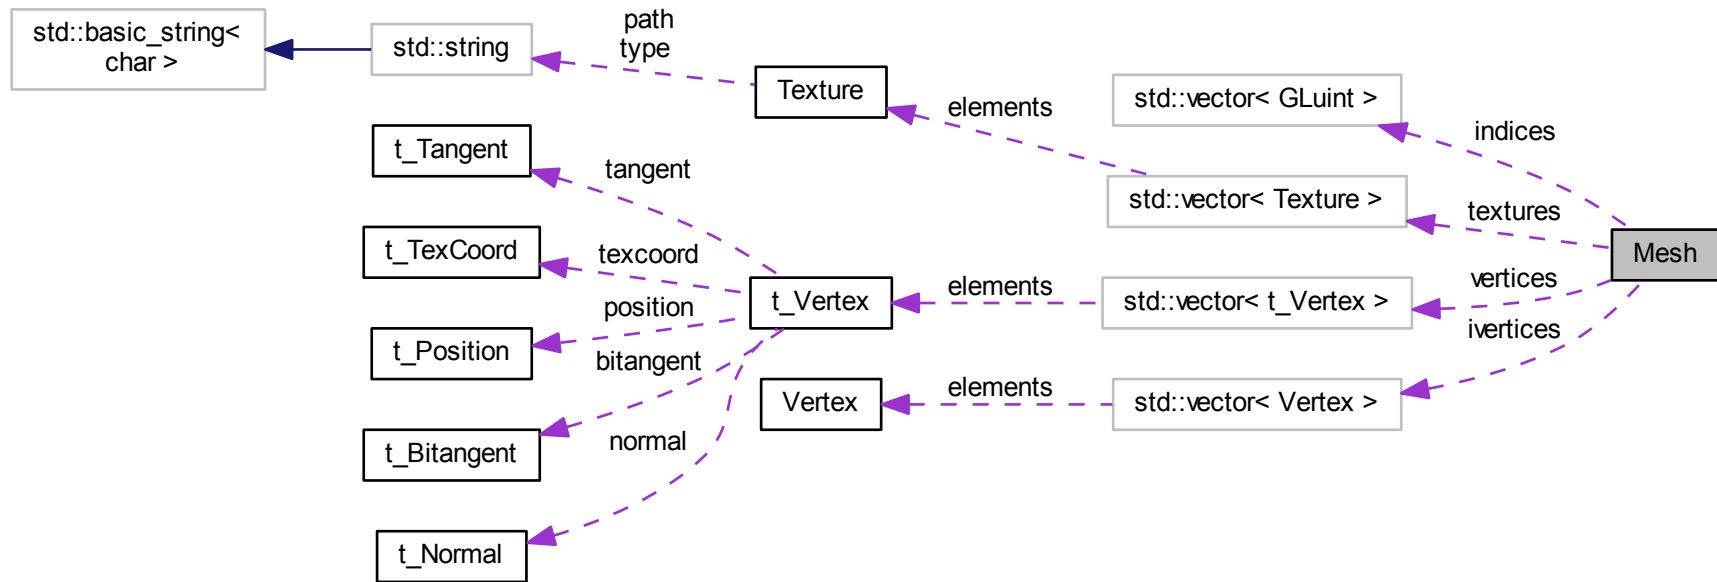 std::basic_string<
char >
std::string
path
type
Texture
elements
std::vector< GLuint >
indices
t_Tangent
tangent
std::vector< Texture >
textures
Mesh
t_TexCoord
texcoord
t_Vertex
elements
std::vector< t_Vertex >
vertices
t_Position
position
ivertices
bitangent
Vertex
elements
std::vector< Vertex >
t_Bitangent
normal
t_Normal